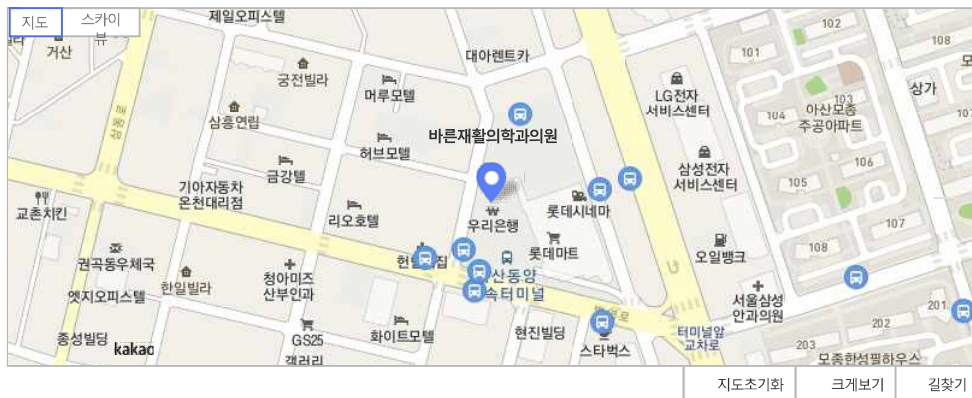 지도
스카이
뷰
제일오피스텔
거산
궁전빌라
대아렌트카
머루모텔
LG전자
서비스센터
101
102
108
상가
103
104
아산모종
주공아파트
삼동로
삼흥연립
바른재활의학과의원
허브모텔
금강텔
기아자동차
온천대리점
삼성전자
서비스센터
106
105
교촌치킨
리오호텔
우리은행
롯데시네마
롯데마트
107
108
오일뱅크
권곡동우체국
한일빌라
청아미즈
산부인과
산동양
속터미널
엣지오피스텔
서울삼성
안과의원
201
202
203
중성빌딩
kakao
GS25
갤러리
화이트모텔
현진빌딩
스타벅스
터미널앞
교차로
모종한성필하우스
지도초기화
크게보기
길찾기